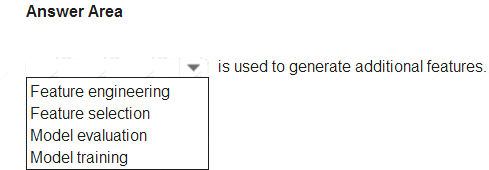 Answer Area
is used to generate additional features.
Feature engineering
Feature selection
Model evaluation
Model training